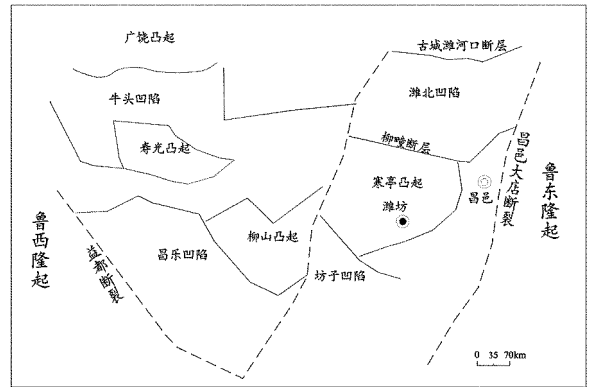 广饶凸起
古城潍河口断层
牛头凹陷
潍北凹陷
寿光凸起
柳疃断层
昌邑大店断裂
鲁东隆起
寒亭凸起
昌邑
潍坊
鲁西隆起
益都断裂
昌乐凹陷
柳山凸起
坊子凹陷
0 35 70km